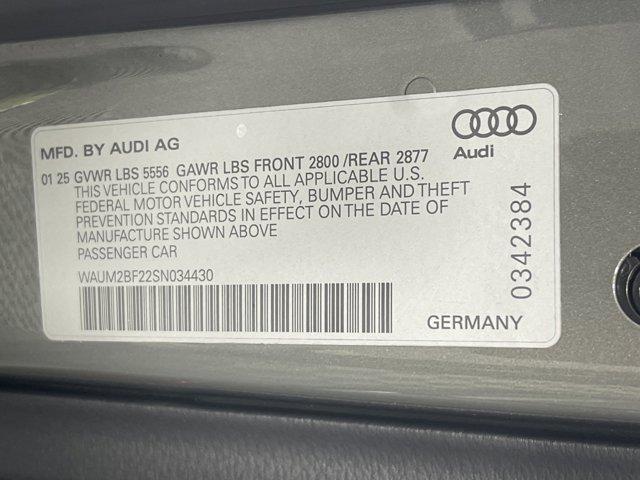 MFD. BY AUDI AG
Audi
01 25 GVWR LBS 5556 GAWR LBS FRONT 2800 /REAR 2877
THIS VEHICLE CONFORMS TO ALL APPLICABLE U.S.
FEDERAL MOTOR VEHICLE SAFETY, BUMPER AND THEFT
PREVENTION STANDARDS IN EFFECT ON THE DATE OF
MANUFACTURE SHOWN ABOVE
PASSENGER CAR
WAUM2BF22SN034430
GERMANY
0342384